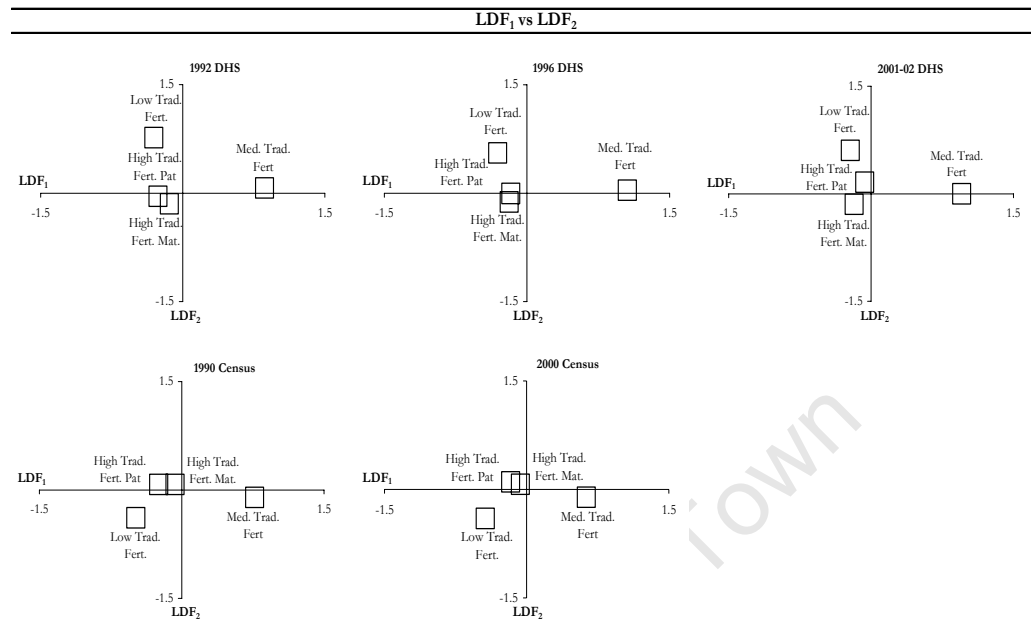 LDF₁ vs LDF₂
1992 DHS
1.5
Low Trad.
Fert.
High Trad.
Fert. Pat
Med. Trad.
Fert
LDF₁
-1.5
1.5
High Trad.
Fert. Mat.
-1.5
LDF₂
1996 DHS
1.5
Low Trad.
Fert.
High Trad.
Fert. Pat
Med. Trad.
Fert
LDF₁
-1.5
1.5
High Trad.
Fert. Mat.
-1.5
LDF₂
2001-02 DHS
1.5
Low Trad.
Fert.
High Trad.
Fert. Pat
Med. Trad.
Fert
LDF₁
-1.5
1.5
High Trad.
Fert. Mat.
-1.5
LDF₂
1990 Census
1.5
High Trad.
Fert. Pat
High Trad.
Fert. Mat.
LDF₁
-1.5
1.5
Low Trad.
Fert.
Med. Trad.
Fert
-1.5
LDF₂
2000 Census
1.5
High Trad.
Fert. Pat
High Trad.
Fert. Mat.
LDF₁
-1.5
1.5
Low Trad.
Fert.
Med. Trad.
Fert
-1.5
LDF₂
Town